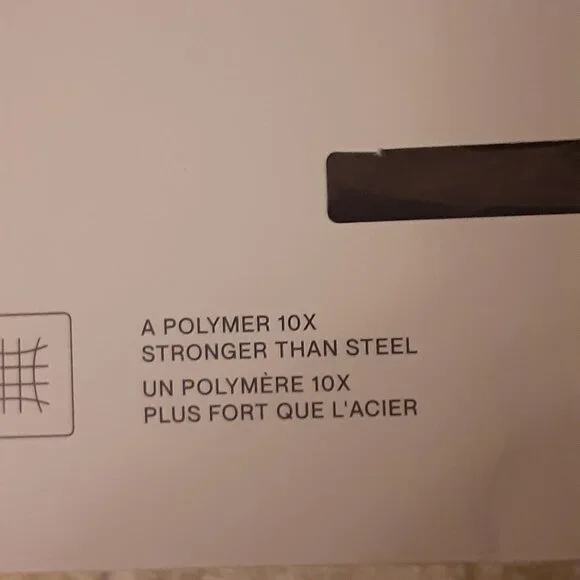 A POLYMER 10X
STRONGER THAN STEEL
UN POLYMÈRE 10X
PLUS FORT QUE L'ACIER